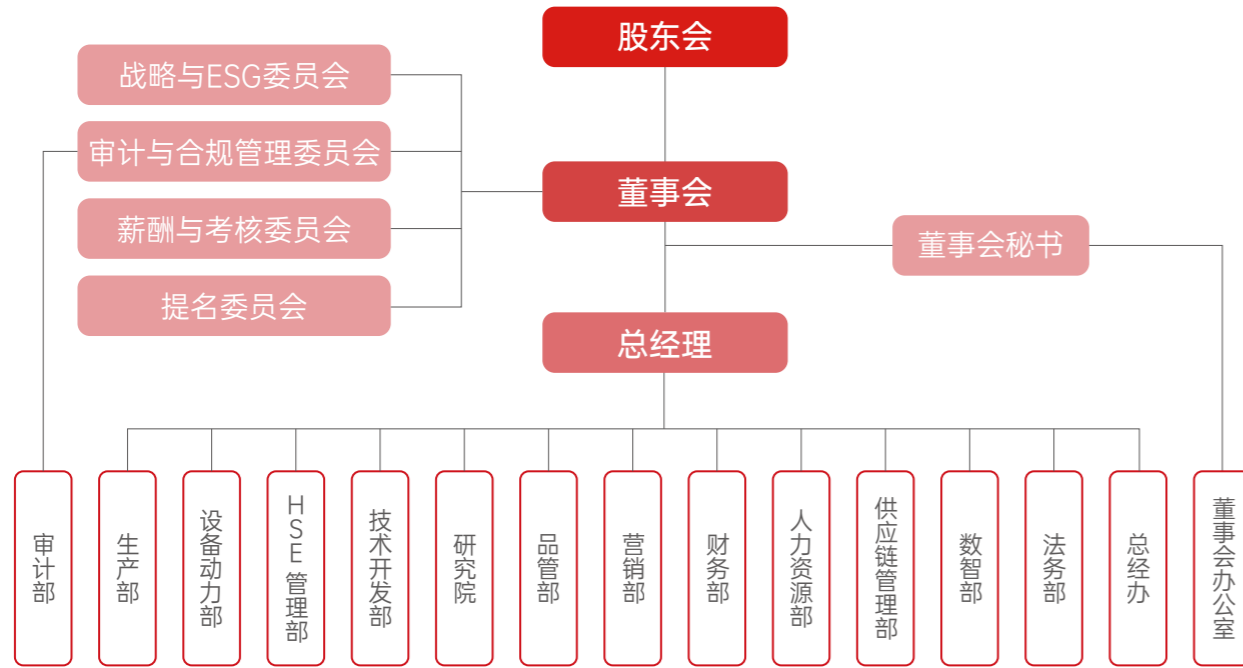 股东会
战略与ESG委员会
审计与合规管理委员会
董事会
薪酬与考核委员会
董事会秘书
提名委员会
总经理
审计部
生产部
设备动力部
HSE管理部
技术开发部
研究院
品管部
营销部
财务部
人力资源部
供应链管理部
数智部
法务部
总经办
董事会办公室